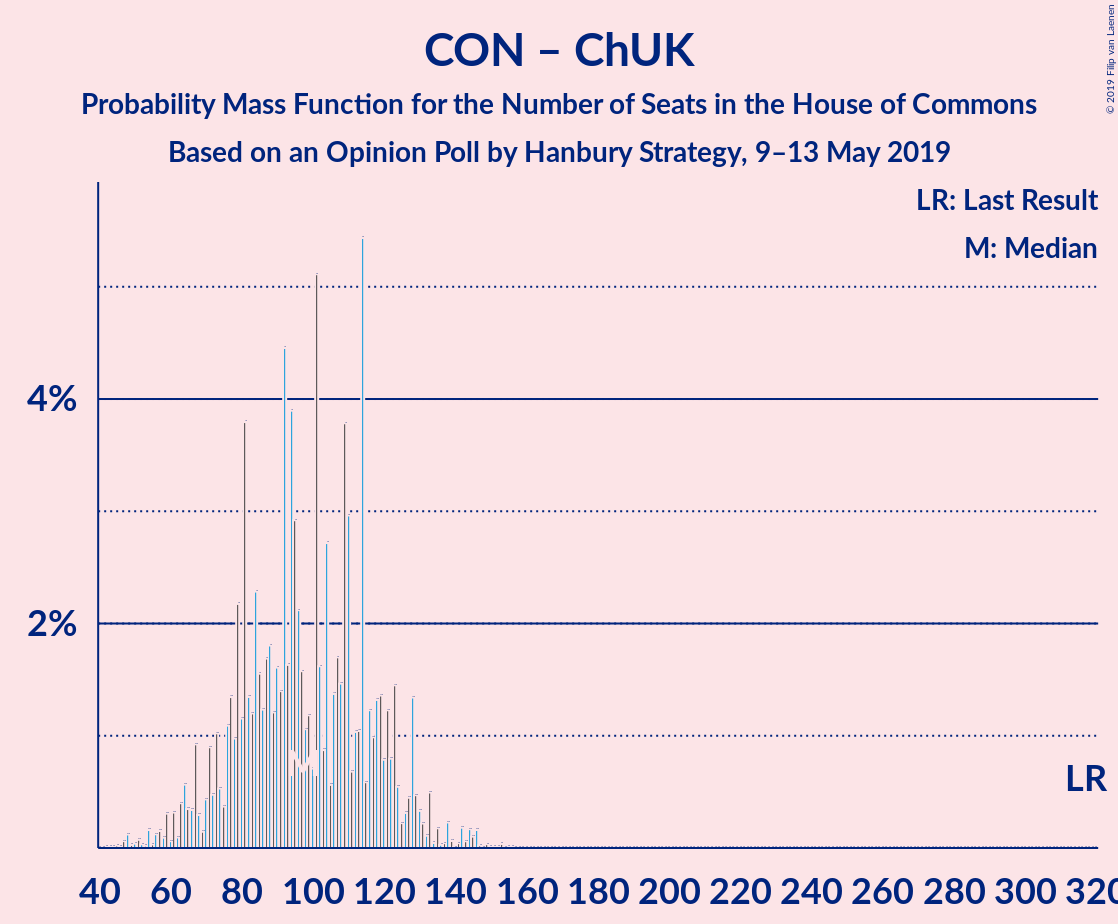 CON – ChUK
Probability Mass Function for the Number of Seats in the House of Commons
Based on an Opinion Poll by Hanbury Strategy, 9–13 May 2019
© 2019 Filip van Laenen
LR: Last Result
M: Median
4%
2%
M
LR
40 60 80 100 120 140 160 180 200 220 240 260 280 300 320